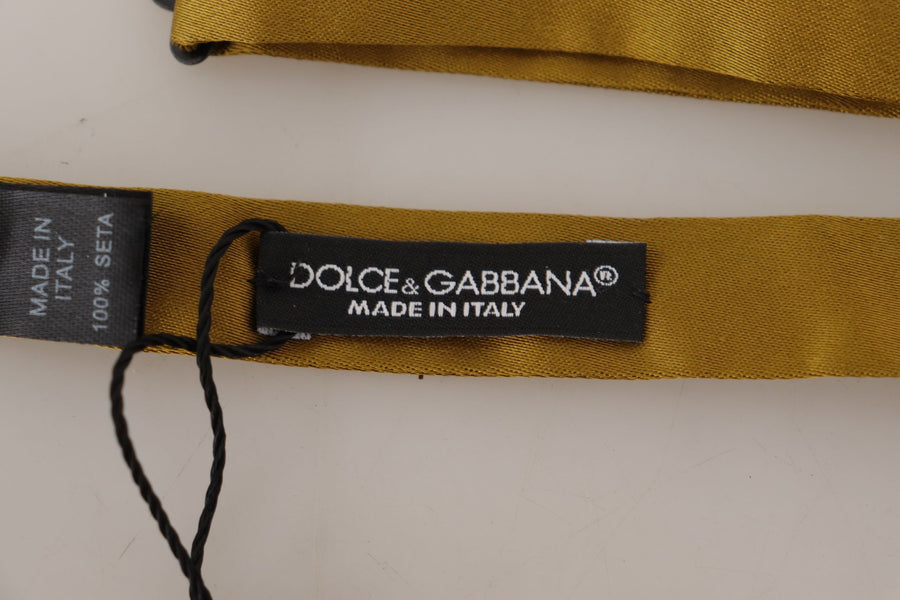 MADE IN
ITALY
100% SETA
DOLCE&GABBANA®
MADE IN ITALY